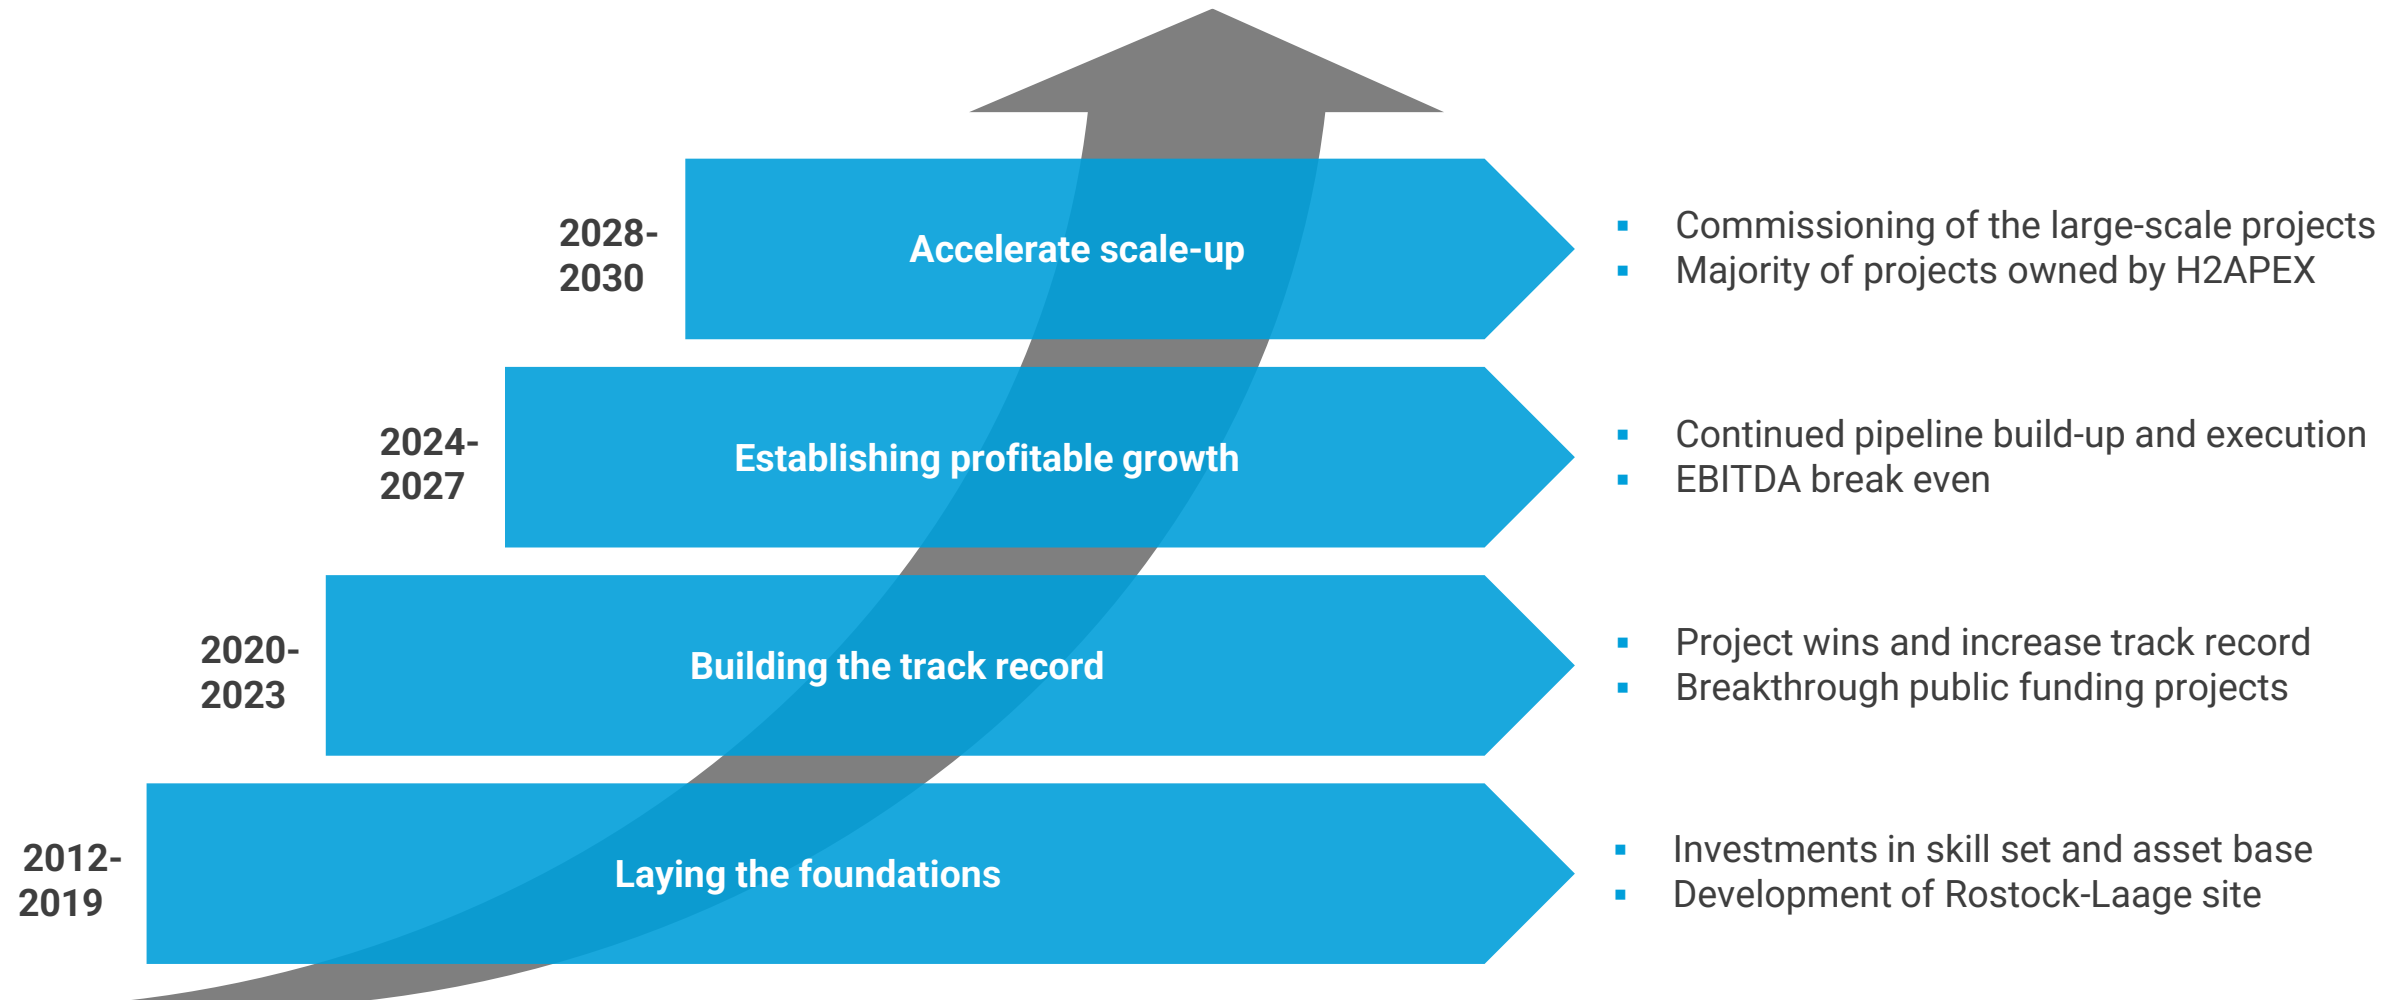 2028-
2030
Accelerate scale-up
▪ Commissioning of the large-scale projects
▪ Majority of projects owned by H2APEX
2024-
2027
Establishing profitable growth
▪ Continued pipeline build-up and execution
▪ EBITDA break even
2020-
2023
Building the track record
▪ Project wins and increase track record
▪ Breakthrough public funding projects
2012-
2019
Laying the foundations
▪ Investments in skill set and asset base
▪ Development of Rostock-Laage site